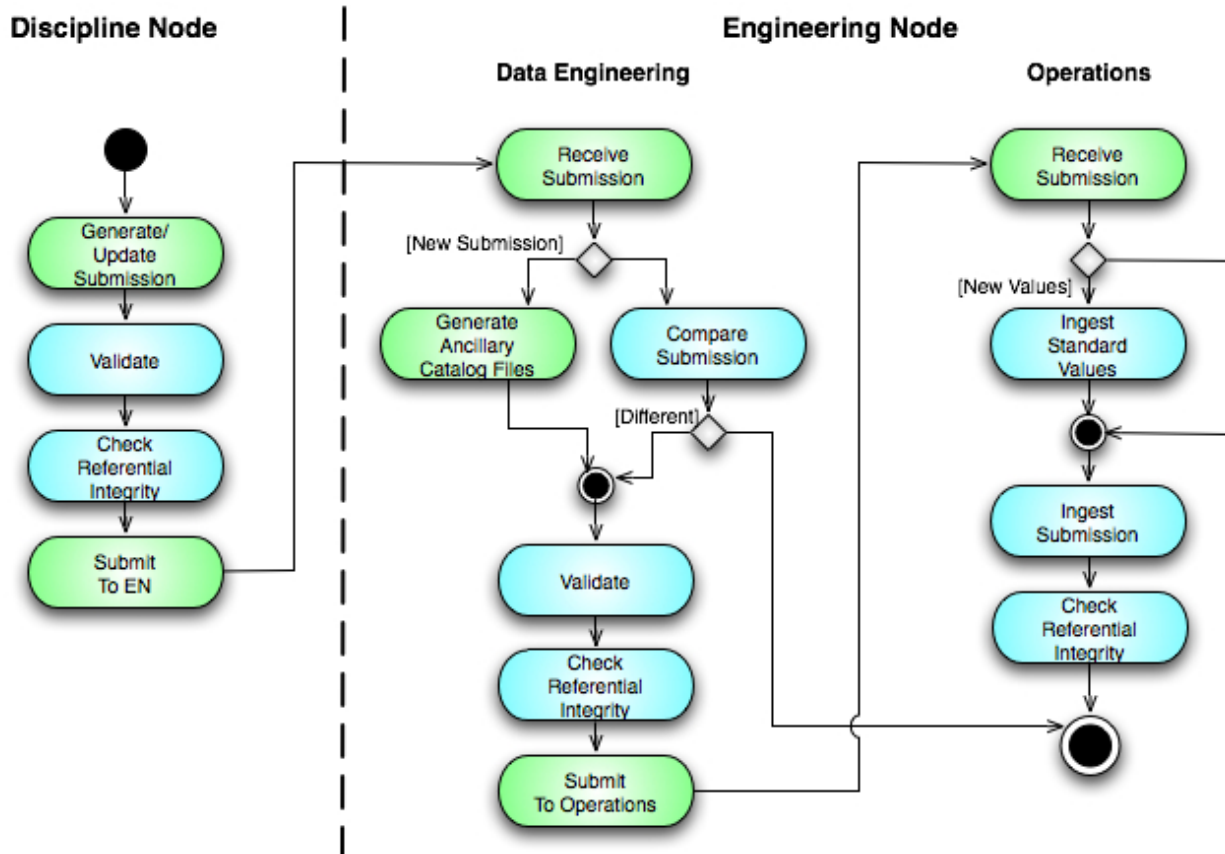 Discipline Node
Generate/
Update
Submission
Validate
Check
Referential
Integrity
Submit
To EN
Engineering Node
Data Engineering
Receive
Submission
[New Submission]
Generate
Ancillary
Catalog Files
Compare
Submission
[Different]
Validate
Check
Referential
Integrity
Submit
To Operations
Operations
Receive
Submission
[New Values]
Ingest
Standard
Values
Ingest
Submission
Check
Referential
Integrity